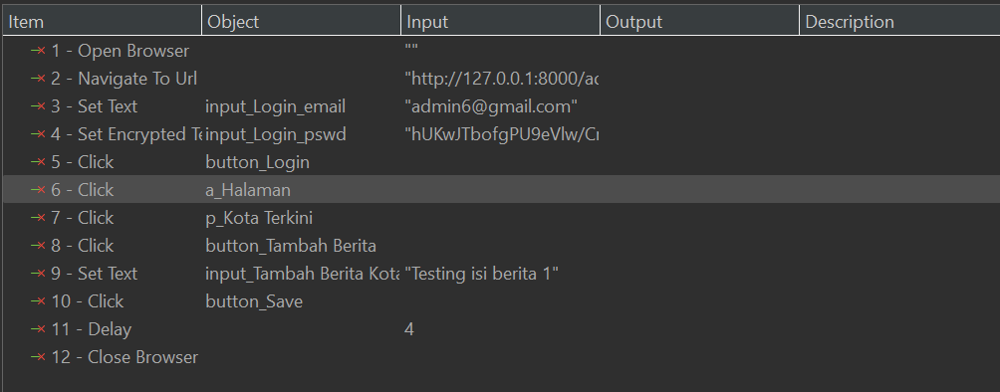 Item Object Input Output Description
1 - Open Browser ""
2 - Navigate To Url "http://127.0.0.1:8000/ac
3 - Set Text input_Login_email "admin6@gmail.com"
4 - Set Encrypted Te input_Login_pswd "hUKwJTbofgPU9eVlw/Cr
5 - Click button_Login
6 - Click a_Halaman
7 - Click p_Kota Terkini
8 - Click button_Tambah Berita
9 - Set Text input_Tambah Berita Kota "Testing isi berita 1"
10 - Click button_Save
11 - Delay 4
12 - Close Browser